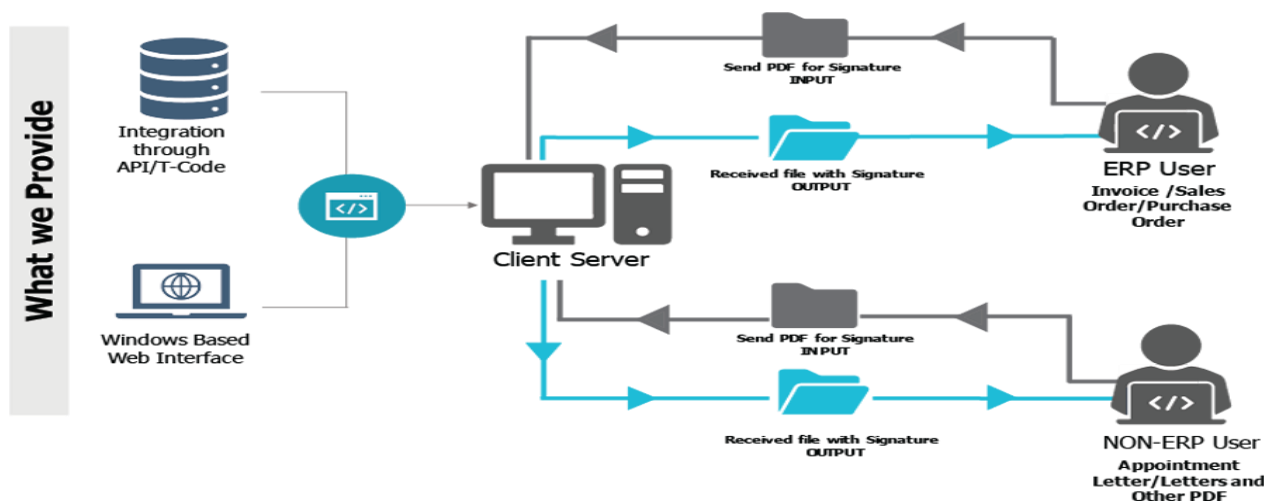 What we Provide
Integration
through
API/T-Code
Windows Based
Web Interface
</>
Client Server
Send PDF for Signature
INPUT
Received file with Signature
OUTPUT
</>
ERP User
Invoice /Sales
Order/Purchase
Order
Send PDF for Signature
INPUT
Received file with Signature
OUTPUT
</>
NON-ERP User
Appointment
Letter/Letters and
Other PDF